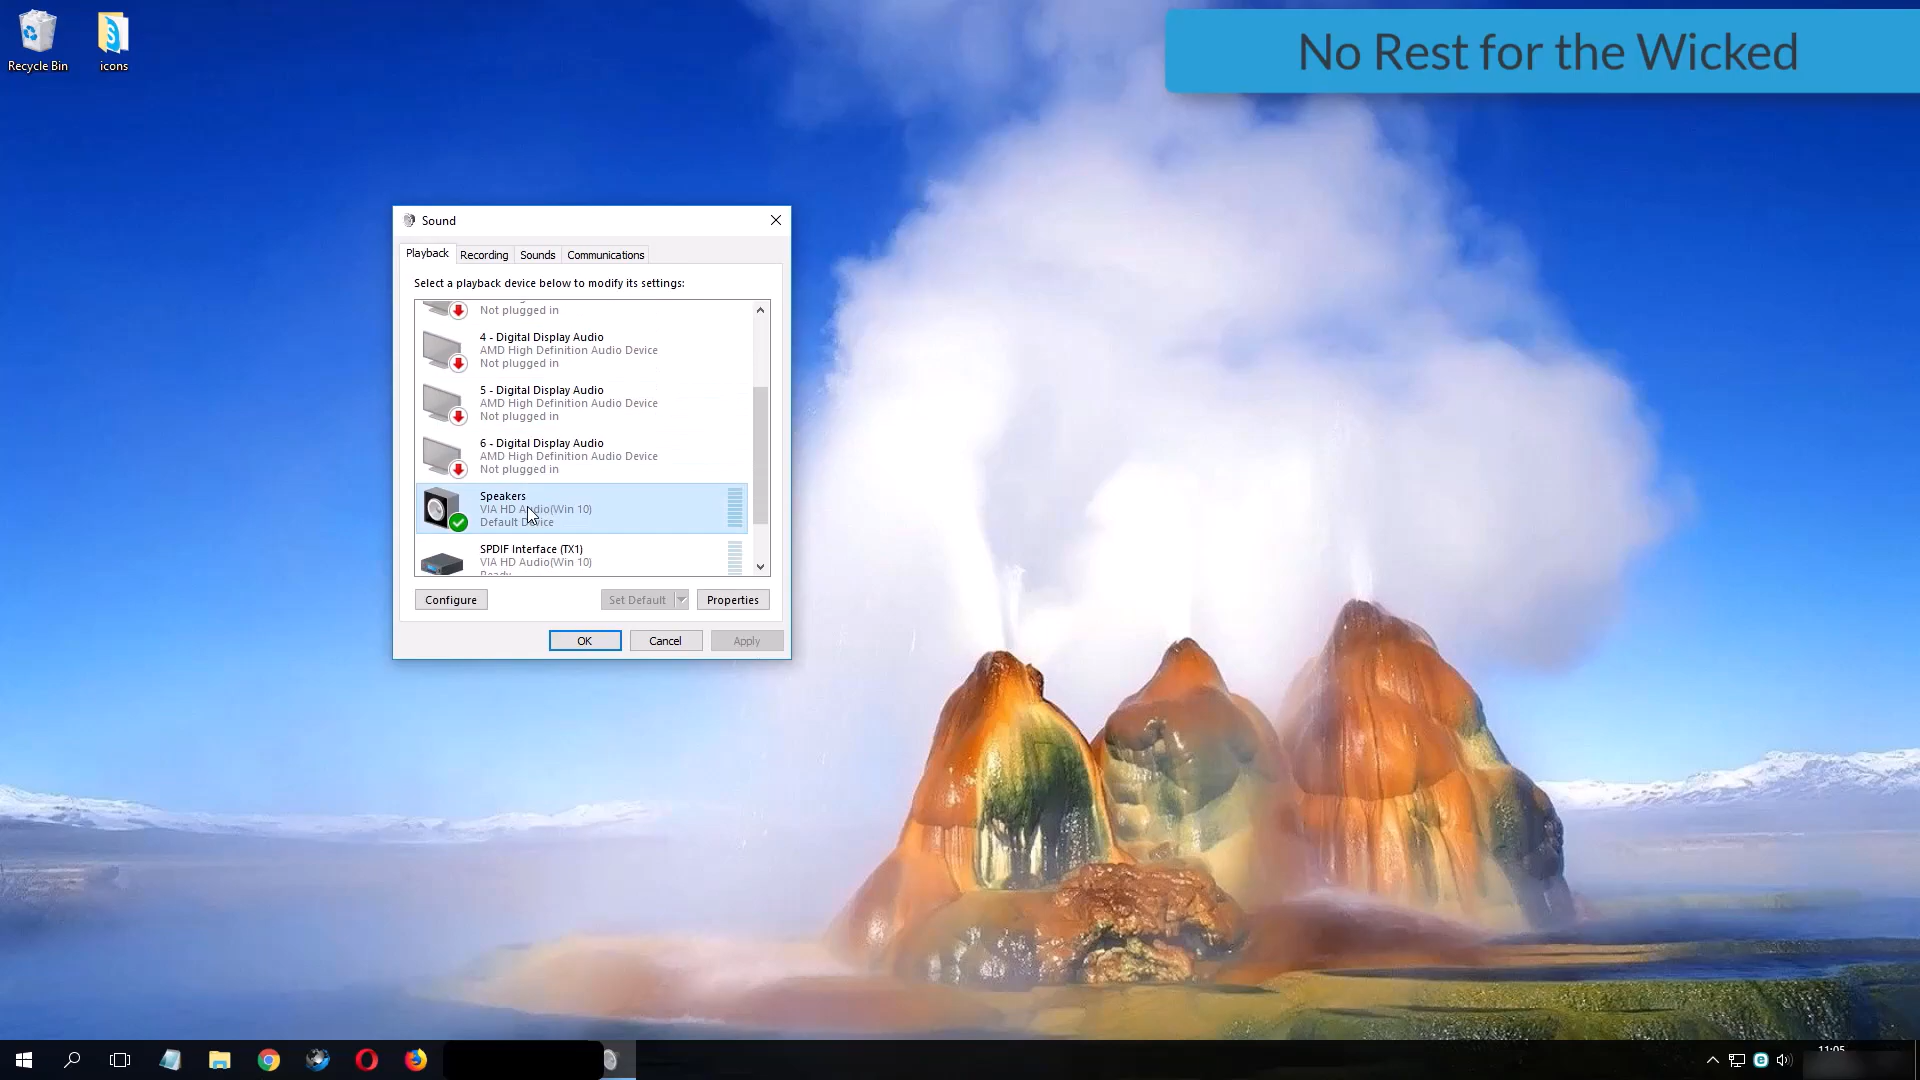 Recycle Bin
icons
No Rest for the Wicked
Sound
Playback
Recording
Sounds
Communications
Select a playback device below to modify its settings:
Not plugged in
4 - Digital Display Audio
AMD High Definition Audio Device
Not plugged in
5 - Digital Display Audio
AMD High Definition Audio Device
Not plugged in
6 - Digital Display Audio
AMD High Definition Audio Device
Not plugged in
Speakers
VIA HD Audio(Win 10)
Default Device
SPDIF Interface (TX1)
VIA HD Audio(Win 10)
Ready
Configure
Set Default
Properties
OK
Cancel
Apply
11:05